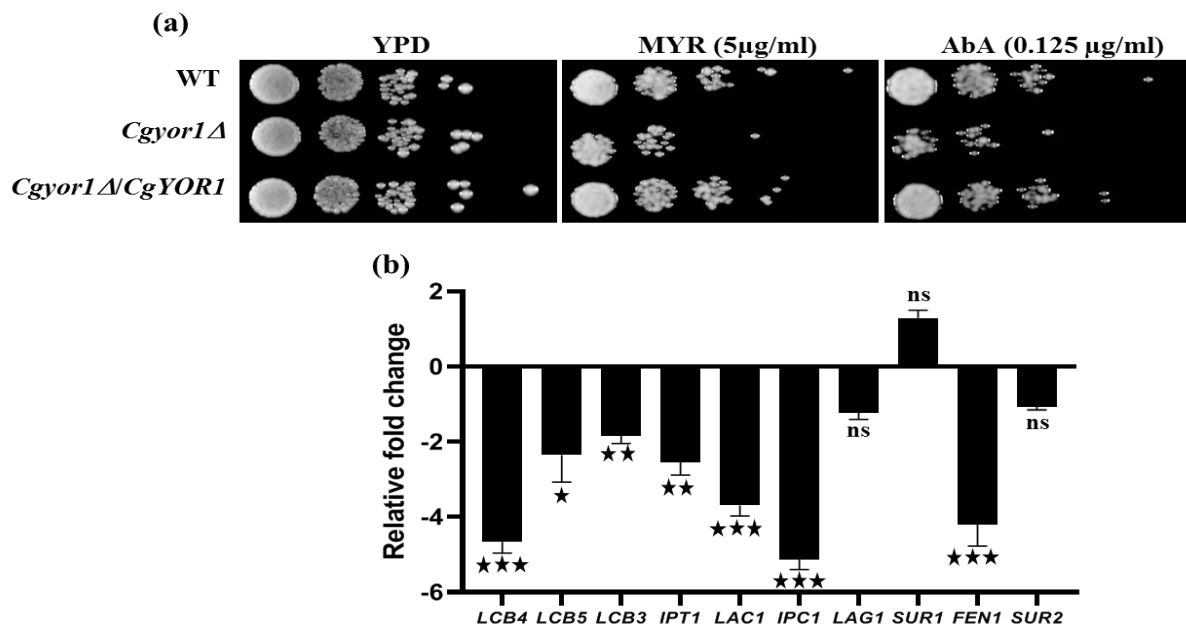 (a)
YPD MYR (5µg/ml) AbA (0.125 µg/ml)
WT
Cgyor1Δ
Cgyor1Δ/CgYOR1
(b)
Relative fold change
2
0
-2
-4
-6
★★★ ★ ★★ ★★ ★★★ ★★★ ns ns ★★★ ns
LCB4 LCB5 LCB3 IPT1 LAC1 IPC1 LAG1 SUR1 FEN1 SUR2